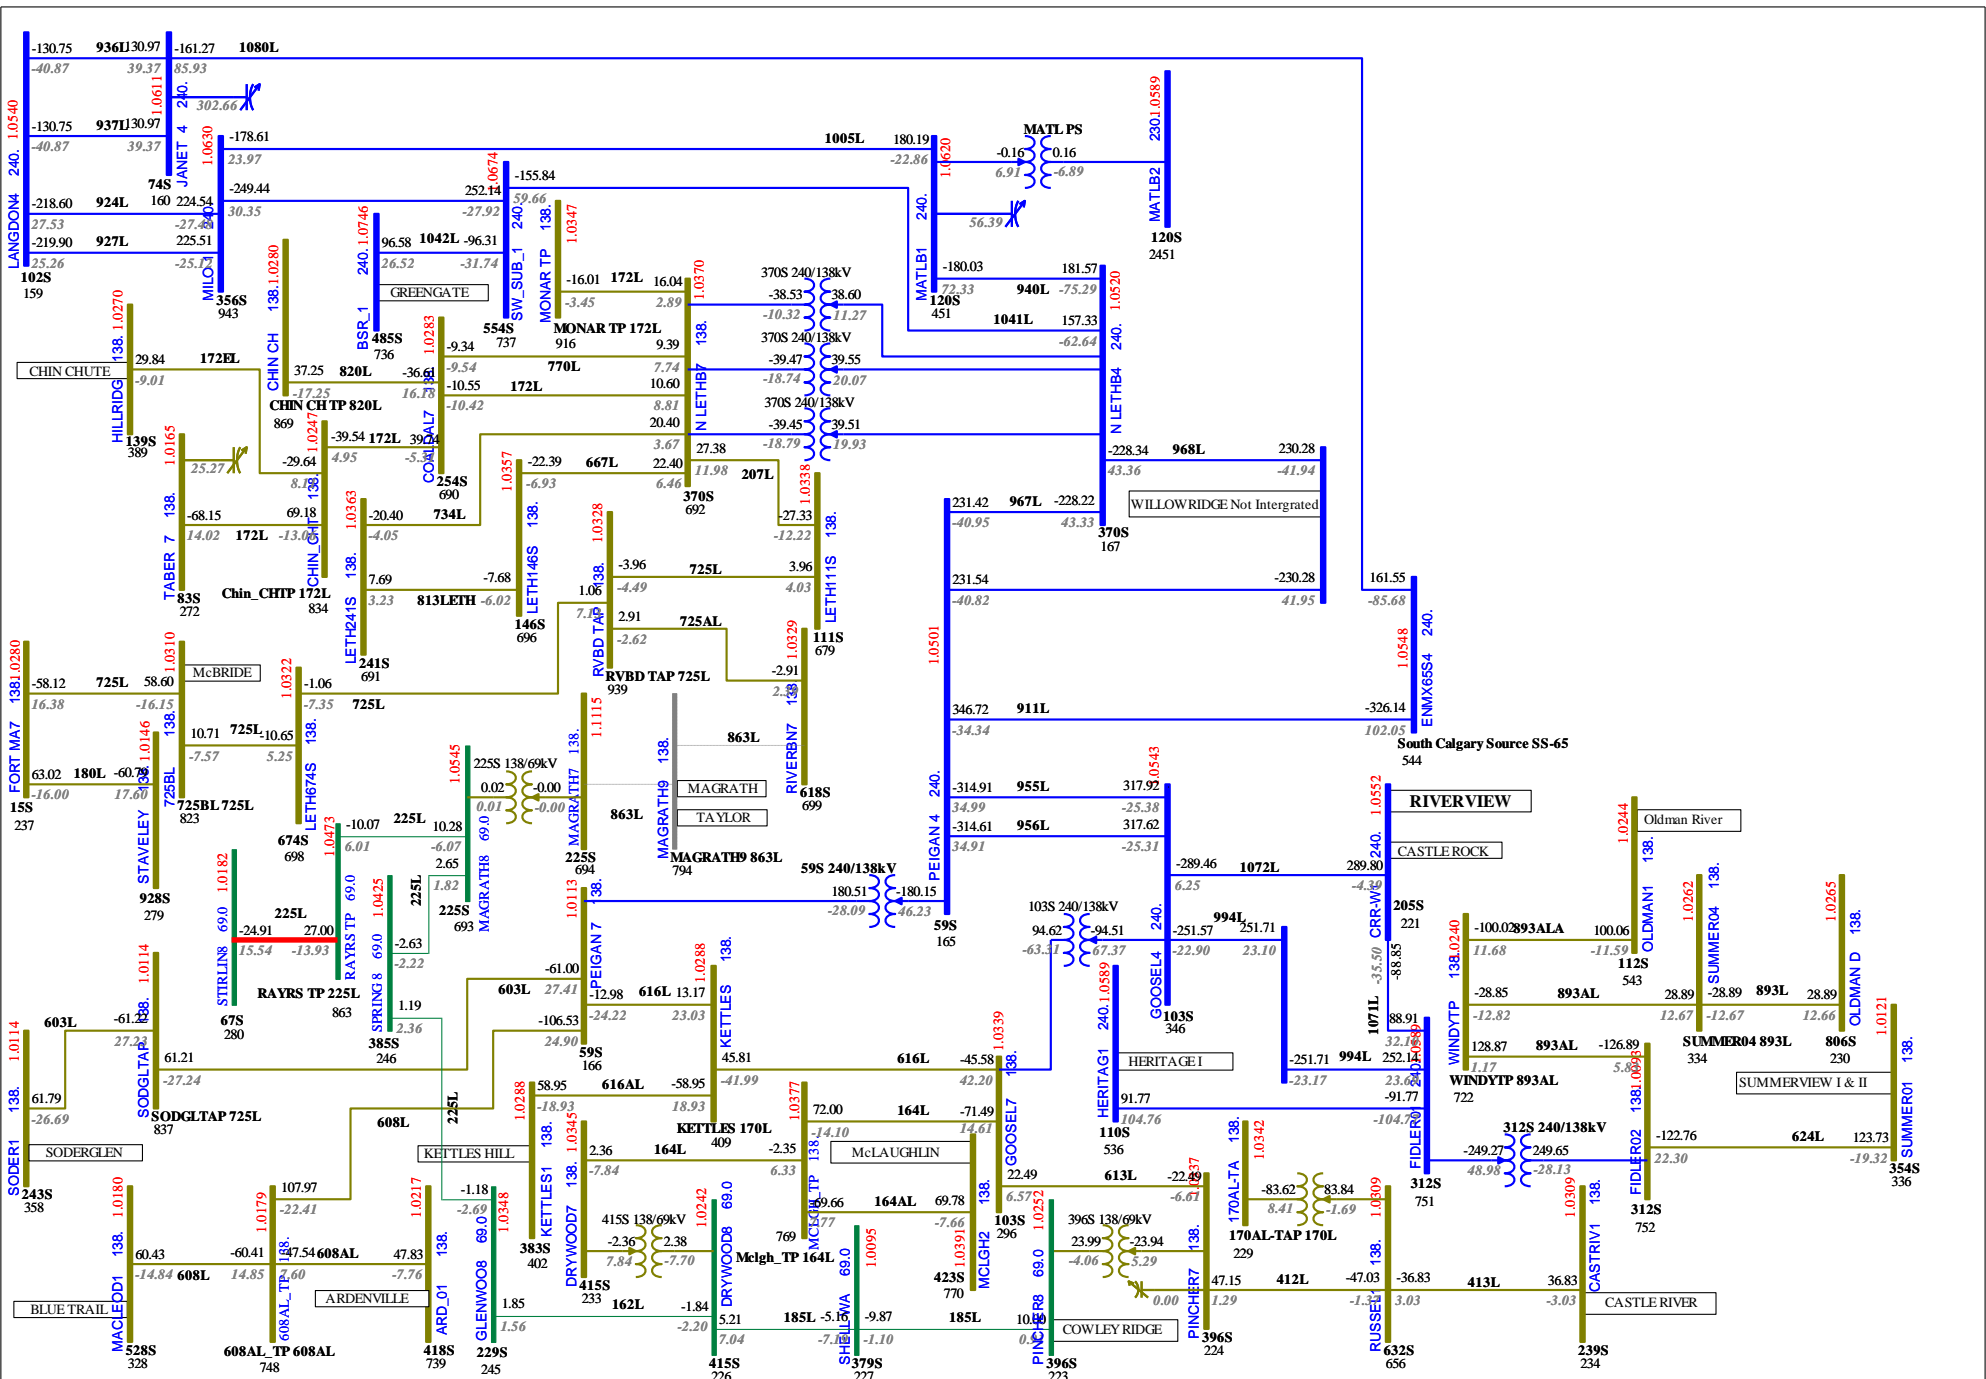 -130.75 936L 130.97 -161.27 1080L
-40.87 39.37 85.93
302.66
-130.75 937L 130.97
-40.87 39.37
LANGDON4 240. 1.0540
JANET 4 240. 1.0611
74S
160
-218.60 924L 224.54
27.53
-219.90 927L 225.51
25.26
102S
159
MILO 1
1.0630
356S
943
-178.61 1005L 180.19
23.97 -22.86
-249.44 252.14
30.35 -27.92
-155.84
59.66
SW_SUB_1 240. 1.0674
554S
737
BSR_1 240. 1.0746
96.58 1042L -96.31
26.52 -31.74
GREENGATE
485S
736
MATL PS
-0.16 0.16
6.91 -6.89
MATLB2 230. 1.0589
120S
2451
MATLB1 240. 1.0620
56.39
-180.03 940L 181.57
72.33 -75.29
120S
451
1041L 157.33
-62.64
N LETHB4 240. 1.0520
370S
167
MONAR TP 138. 1.0347
-16.01 172L 16.04
-3.45 2.89
MONAR TP 172L
916
370S 240/138kV
-38.53 38.60
-10.32 11.27
370S 240/138kV
-39.47 39.55
-18.74 20.07
370S 240/138kV
-39.45 39.51
-18.79 19.93
N LETHB7 138. 1.0370
370S
692
HILLRIDG 138. 1.0270
29.84 172EL
-9.01
CHIN CHUTE
139S
389
CHIN CH 138. 1.0280
37.25 820L
-17.25 16.18
CHIN CH TP 820L
869
COALDAL7 1.0283
-9.34 770L 9.39
-9.54 7.74
-10.55 172L 10.60
-10.42 8.81
254S
690
20.40
3.67
27.38 207L -27.33
11.98 -12.22
-22.39 667L 22.40
-6.93 6.46
TABER 7 138. 1.0165
25.27
-68.15 172L 69.18
14.02
83S
272
CHIN_CHT 138. 1.0247
-39.54 172L
4.95
-29.64
Chin_CHTP 172L
834
LETH241S 138. 1.0363
-20.40 734L
-4.05
7.69 813LETH -7.68
3.23 -6.02
241S
691
LETH146S 138. 1.0357
146S
696
RVBD TAP 138. 1.0328
-3.96 725L 3.96
-4.49 4.03
1.06
2.91 725AL -2.91
-2.62
RVBD TAP 725L
939
LETH111S 138. 1.0338
111S
679
RIVERBN7 138. 1.0329
618S
699
968L
-228.34 230.28
43.36 -41.94
WILLOWRIDGE Not Intergrated
231.42 967L -228.22
-40.95 43.33
231.54 -230.28
-40.82 41.95
161.55
-85.68
346.72 911L -326.14
-34.34 102.05
ENMX65S4 240. 1.0548
South Calgary Source SS-65
544
PEIGAN 4 240. 1.0501
-314.91 955L 317.92
34.99 -25.38
-314.61 956L 317.62
34.91 -25.31
59S
165
FORT MA7 138. 1.0280
-58.12 725L 58.60
16.38 -16.15
63.02 180L
-16.00 17.60
15S
237
725BL 138. 1.0310
McBRIDE
10.71 725L -10.65
-7.57 5.25
725BL 725L
823
STAVELEY 1.0146
928S
279
LETH674S 138. 1.0322
-1.06 725L
-7.35
674S
698
MAGRATH8 69.0 1.0545
225S 138/69kV
0.02 -0.00
0.01 -0.00
-10.07 225L 10.28
6.01 -6.07
2.65
1.82
225L
225S
693
MAGRATH7 138. 1.1115
225S
694
MAGRATH9 138.
863L
863L
MAGRATH
TAYLOR
MAGRATH9 863L
794
STIRLIN8 69.0 1.0182
225L
-24.91 27.00
15.54 -13.93
67S
280
RAYRS TP 69.0 1.0473
RAYRS TP 225L
863
SPRING 8 69.0 1.0425
-2.63
-2.22
1.19
2.36
385S
246
PEIGAN 7 138. 1.0113
59S 240/138kV
180.51 -180.15
-28.09 46.23
-61.00 603L
27.41
-12.98 616L 13.17
-24.22 23.03
-106.53
24.90
59S
166
KETTLES 138. 1.0288
45.81 616L -45.58
-41.99 42.20
58.95 616AL -58.95
-18.93 18.93
KETTLES 170L
409
GOOSEL4 240. 1.0543
-289.46 1072L 289.80
6.25
-251.57 251.71 994L
-22.90 23.10
103S
346
103S 240/138kV
94.62 -94.51
-63.31 67.37
RIVERVIEW
CASTLE ROCK
CRR-W1 240. 1.0552
205S
221
-35.50
-88.85
1071L
88.91
-251.71 994L 252.14
-23.17
HERITAG1 240. 1.0589
HERITAGE I
91.77 -91.77
104.76
110S
536
FIDLER01 240.
312S
751
312S 240/138kV
-249.27 249.65
48.98 -28.13
Oldman River
OLDMAN1 138. 1.0244
-100.02 893ALA 100.06
11.68 -11.59
112S
543
WINDYTP 138. 1.0240
-28.85 893AL 28.89
-12.82 12.67
128.87 893AL -126.89
1.17
WINDYTP 893AL
722
SUMMER04 138. 1.0262
-28.89 893L 28.89
-12.67 12.66
SUMMER04 893L
334
OLDMAN D 138. 1.0265
806S
230
FIDLER02 138.
-122.76 624L 123.73
22.30 -19.32
312S
752
SUMMERVIEW I & II
SUMMER01 138. 1.0121
354S
336
SODER1 138. 1.0114
603L
61.79
-26.69
SODERGLEN
243S
358
SODGLTAP 138. 1.0114
61.21
-27.24
SODGLTAP 725L
837
608L
225L
MACLEOD1 138. 1.0180
60.43 608L -60.41
-14.84 14.85
BLUE TRAIL
528S
328
608AL_TP 138. 1.0179
107.97
-22.41
-47.54 608AL 47.83
7.60 -7.76
608AL_TP 608AL
748
ARD_01 138. 1.0217
ARDENVILLE
418S
739
GLENWOO8 69.0 1.0348
-1.18
-2.69
1.85 162L -1.84
1.56 -2.20
229S
245
KETTLES1 138. 1.0288
KETTLES HILL
383S
402
DRYWOOD7 138. 1.0345
2.36 164L -2.35
-7.84 6.33
415S 138/69kV
-2.36 2.38
7.84 -7.70
415S
233
DRYWOOD8 69.0 1.0242
5.21 185L -5.16
7.04
415S
226
MCLGH_TP 138. 1.0377
72.00 164L -71.49
-14.10 14.61
-69.66 164AL 69.78
-7.66
769
Mclgh_TP 164L
McLAUGHLIN
MCLGH2 138. 1.0391
423S
770
SHELLWA 69.0 1.0095
-9.87 185L
-1.10
379S
227
GOOSEL7 138. 1.0339
22.49 613L -22.49
6.57 -6.61
103S
296
PINCHER8 69.0 1.0252
396S 138/69kV
23.99 -23.94
-4.06 5.29
0.00
COWLEY RIDGE
396S
223
PINCHER7 138.
47.15 412L -47.03
1.29
396S
224
170AL-TA 138. 1.0342
-83.62 83.84
8.41 -1.69
170AL-TAP 170L
229
RUSSEL 138. 1.0309
-36.83 413L 36.83
3.03 -3.03
632S
656
CASTRIV1 138. 1.0309
CASTLE RIVER
239S
234